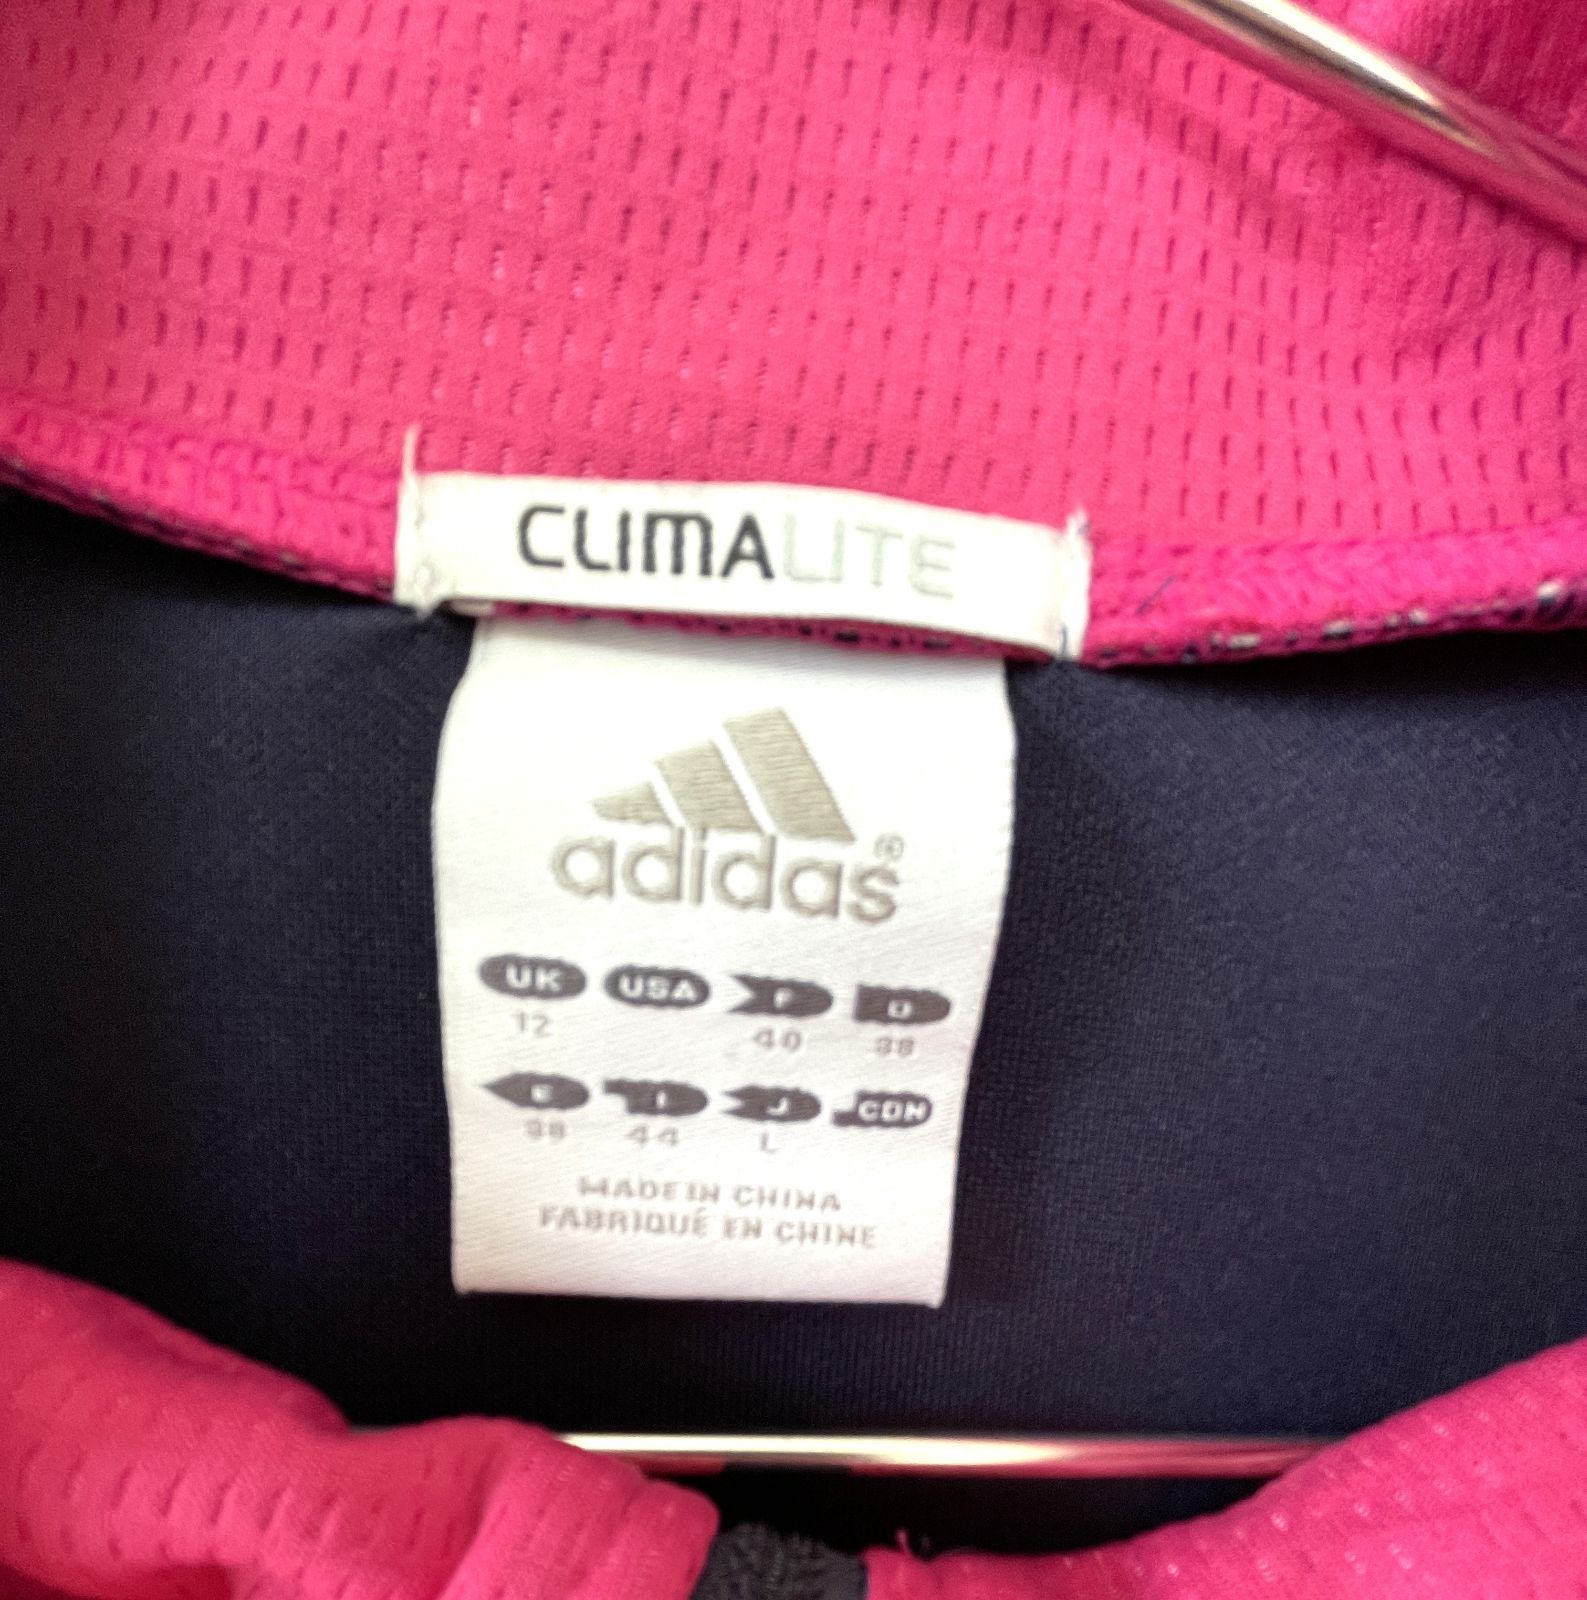 CLIMALITE
adidas®
UK USA F D
12 40 38
E I J CDN
38 44 L
MADE IN CHINA
FABRIQUÉ EN CHINE